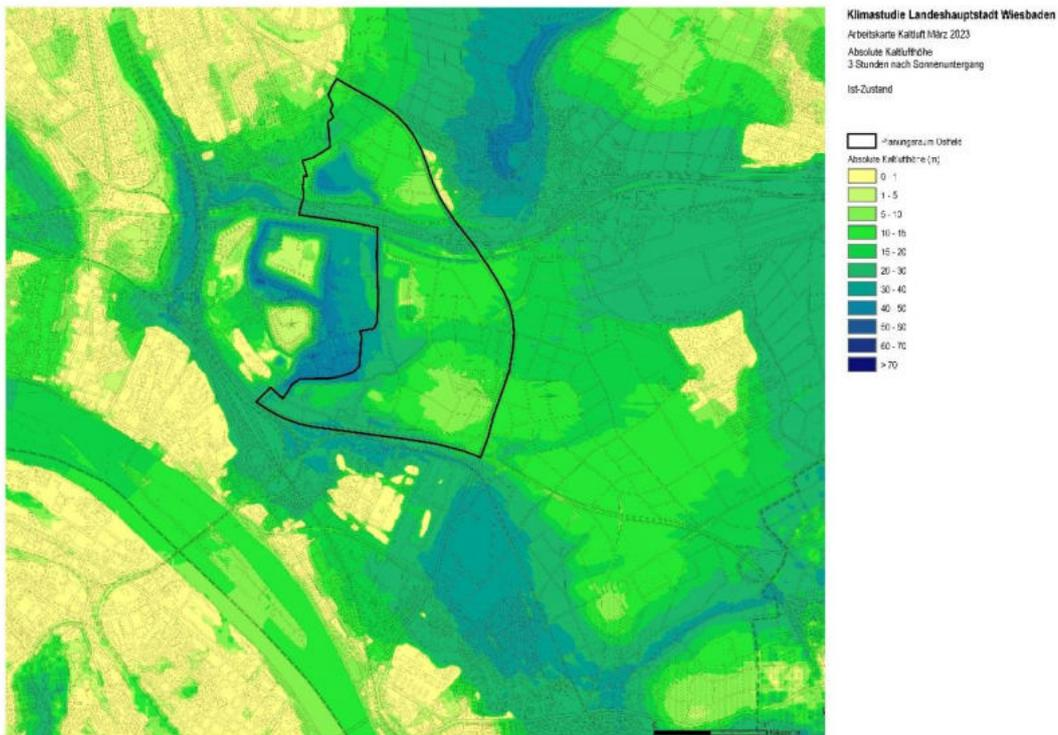 Klimastudie Landeshauptstadt Wiesbaden
Arbeitskarte Kaltluft März 2023
Absolute Kaltlufthöhe
3 Stunden nach Sonnenuntergang
Ist-Zustand
Planungsraum Ostfeld
Absolute Kaltlufthöhe (m)
0 - 1
1 - 5
5 - 10
10 - 15
15 - 20
20 - 30
30 - 40
40 - 50
50 - 60
60 - 70
> 70